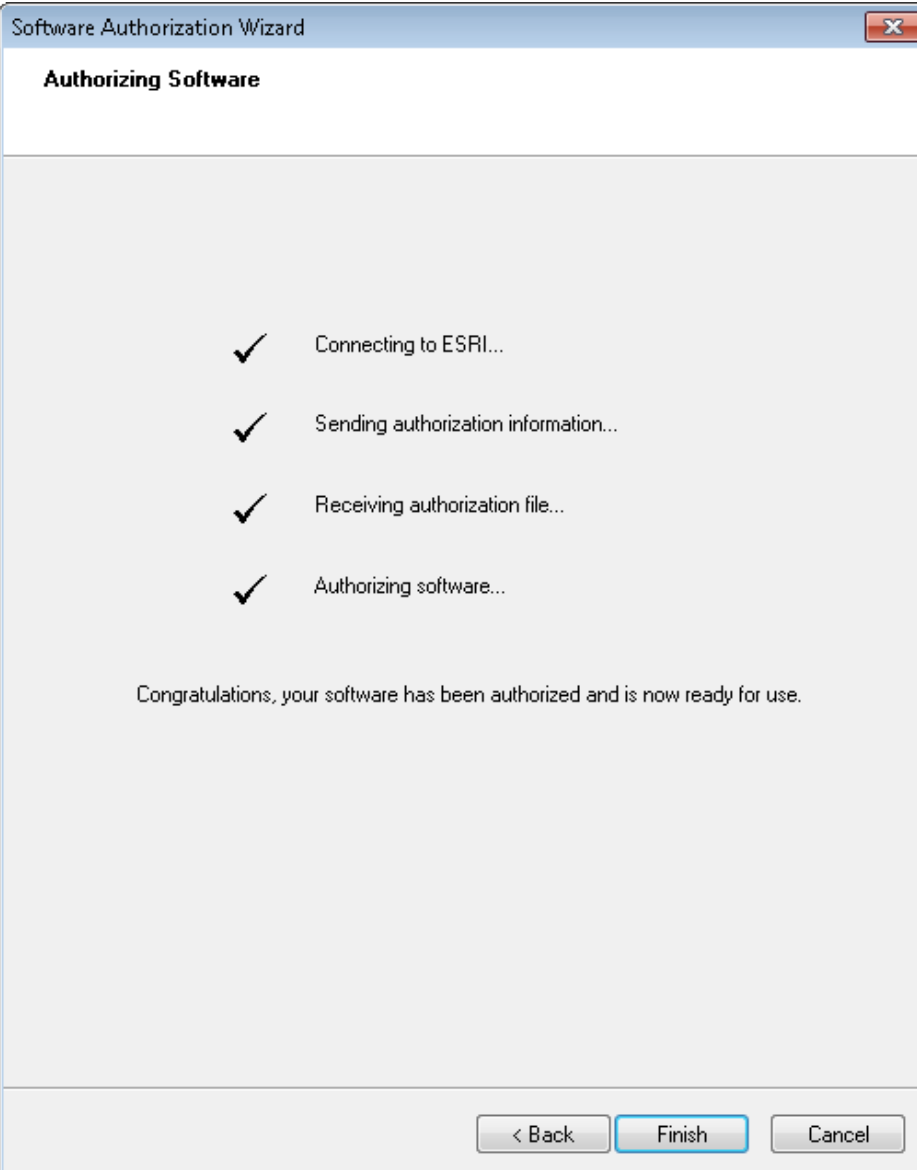 Software Authorization Wizard
Authorizing Software
Connecting to ESRI...
Sending authorization information...
Receiving authorization file...
Authorizing software...
Congratulations, your software has been authorized and is now ready for use.
< Back
Finish
Cancel